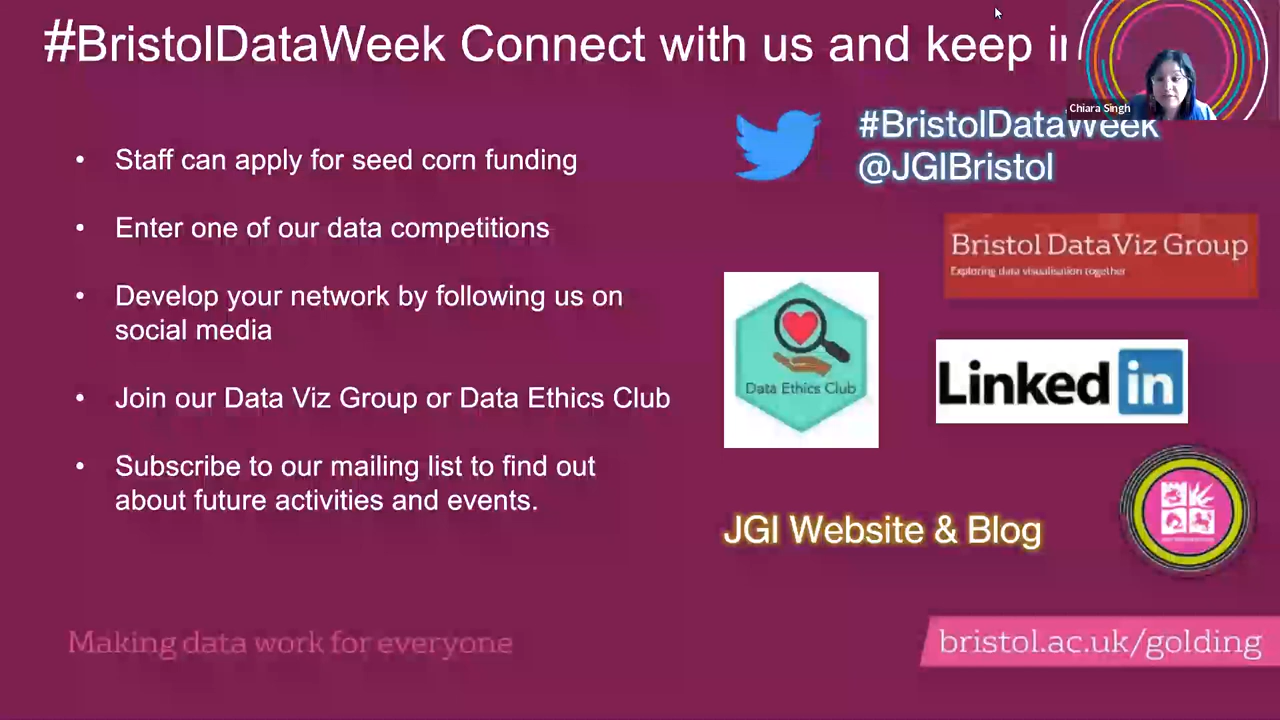 #BristolDataWeek Connect with us and keep in
Chiara Singh
• Staff can apply for seed corn funding
• Enter one of our data competitions
• Develop your network by following us on
social media
• Join our Data Viz Group or Data Ethics Club
• Subscribe to our mailing list to find out
about future activities and events.
#BristolDataWeek
@JGIBristol
Bristol DataViz Group
Exploring data visualisation together
Data Ethics Club
Linked in
JGI Website & Blog
Making data work for everyone
bristol.ac.uk/golding